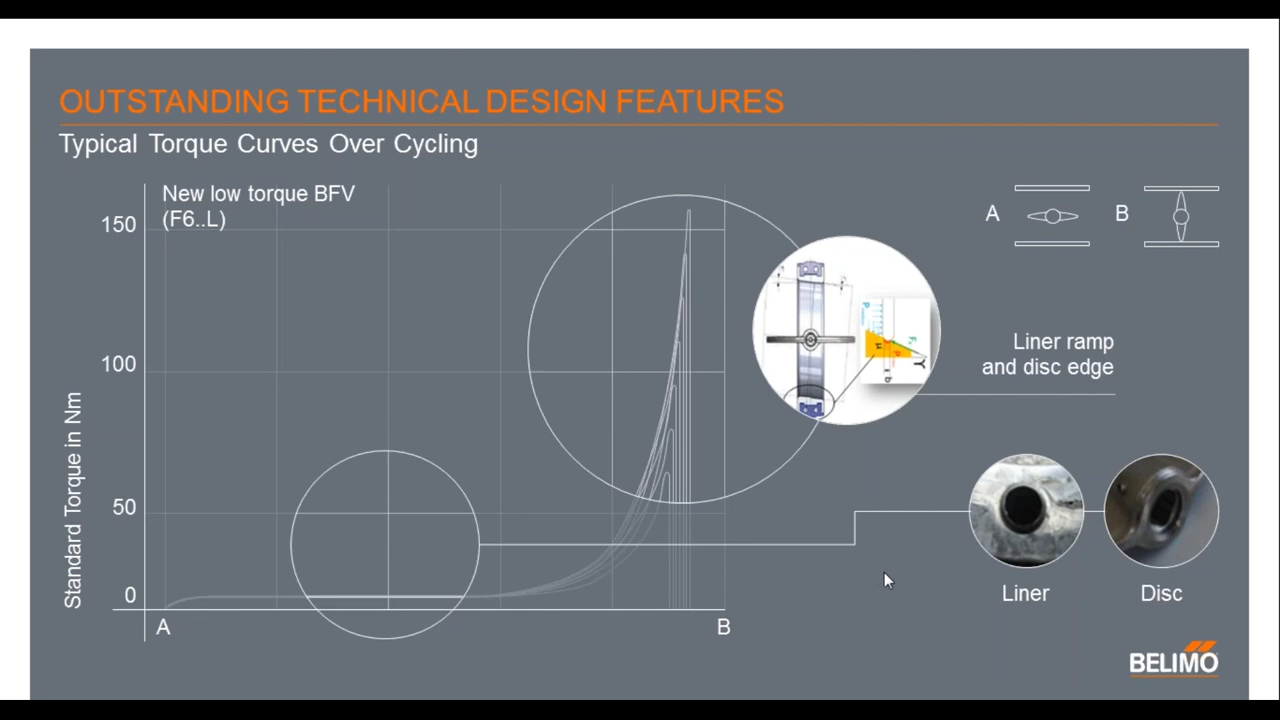 OUTSTANDING TECHNICAL DESIGN FEATURES
Typical Torque Curves Over Cycling
New low torque BFV
(F6..L)
150
100
50
0
Standard Torque in Nm
A
B
A
B
Liner ramp
and disc edge
Liner
Disc
BELIMO